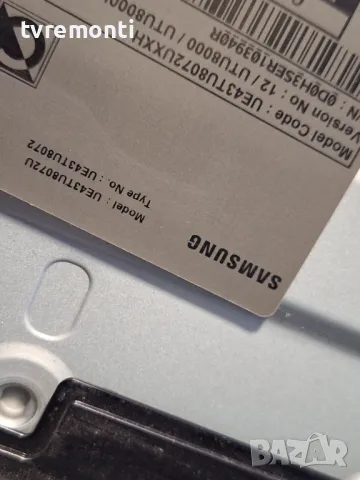 tvremonti
SAMSUNG
Model : UE43TU8072U
Type No. : UE43TU8072
Model Code : UE43TU8072UXXH
Version No. : 12 / UTU8000 / UTU8000
/N : 0D0H3SER103940R
BAZAR